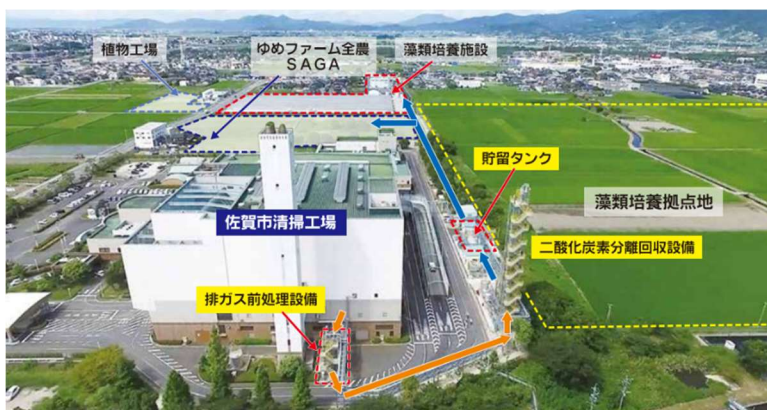 植物工場
ゆめファーム全農
SAGA
藻類培養施設
貯留タンク
藻類培養拠点地
佐賀市清掃工場
二酸化炭素分離回収設備
排ガス前処理設備